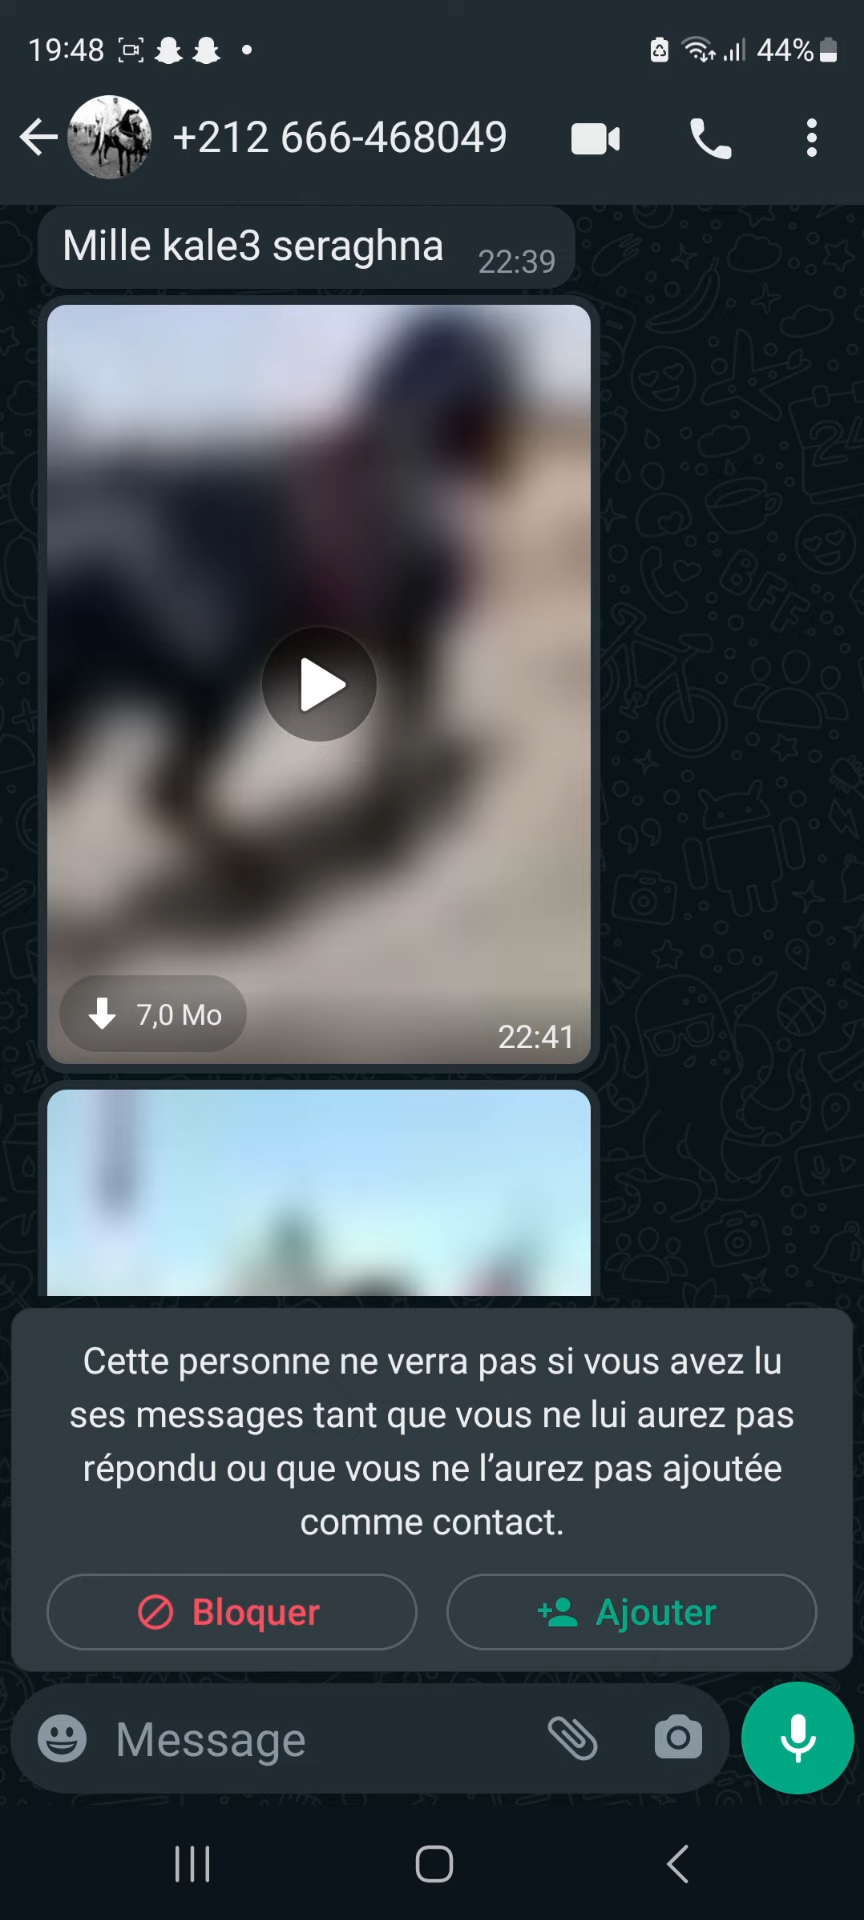 19:48
44%
+212 666-468049
Mille kale3 seraghna
22:39
7,0 Mo
22:41
Cette personne ne verra pas si vous avez lu
ses messages tant que vous ne lui aurez pas
répondu ou que vous ne l’aurez pas ajoutée
comme contact.
Bloquer
Ajouter
Message